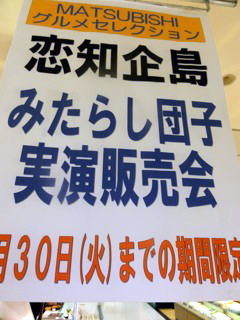 MATSUBISHI
グルメセレクション
恋知企島
みたらし団子
実演販売会
月30日(火)までの期間限定